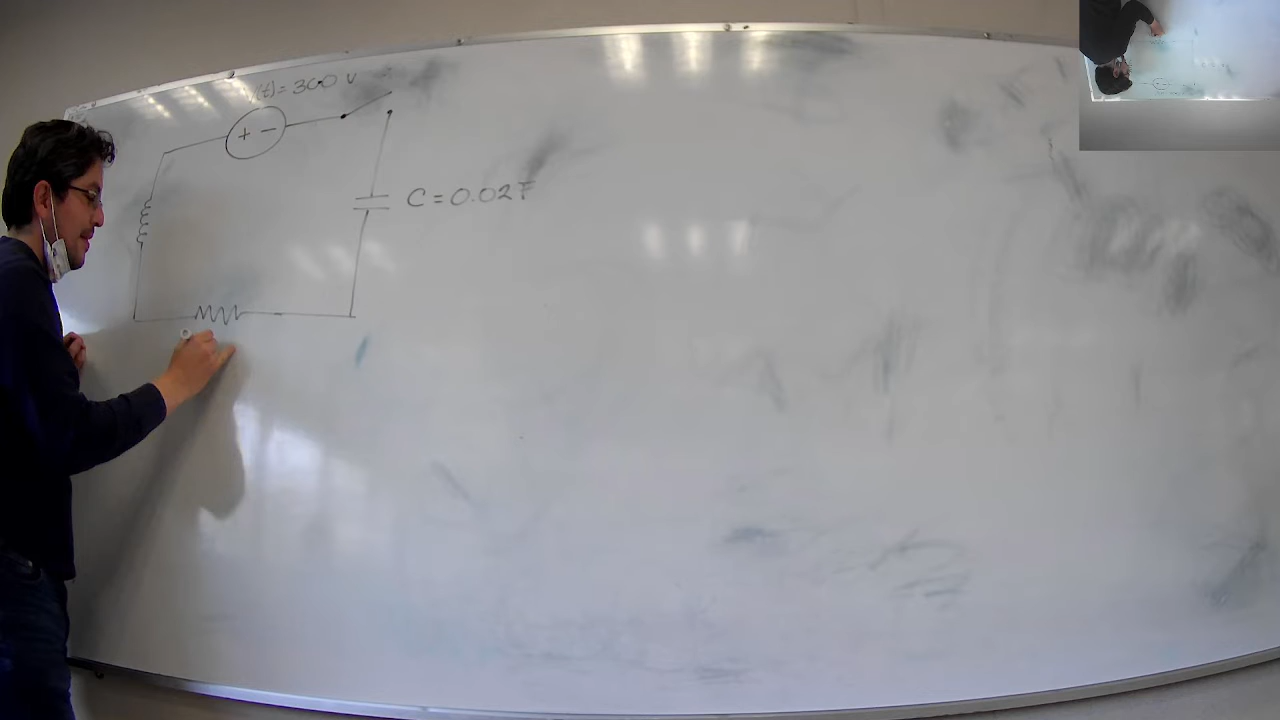 v(t) = 300 v
+ -
C = 0.02 F